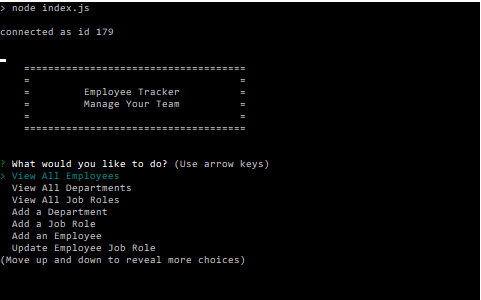 > node index.js
connected as id 179
=====================================
=                                   =
=         Employee Tracker          =
=         Manage Your Team          =
=                                   =
=====================================
? What would you like to do? (Use arrow keys)
> View All Employees
View All Departments
View All Job Roles
Add a Department
Add a Job Role
Add an Employee
Update Employee Job Role
(Move up and down to reveal more choices)